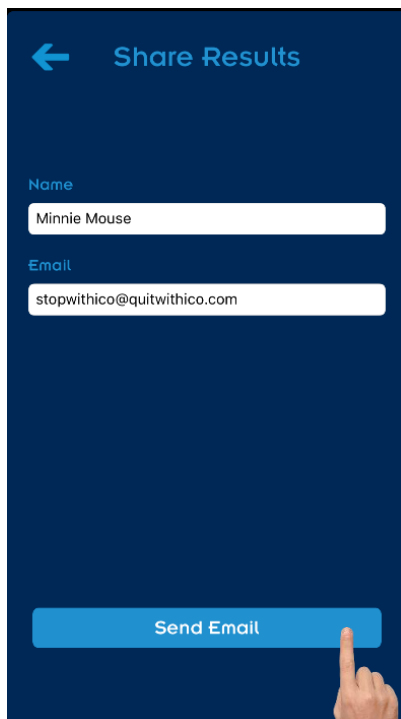 Share Results
Name
Minnie Mouse
Email
stopwithico@quitwithico.com
Send Email